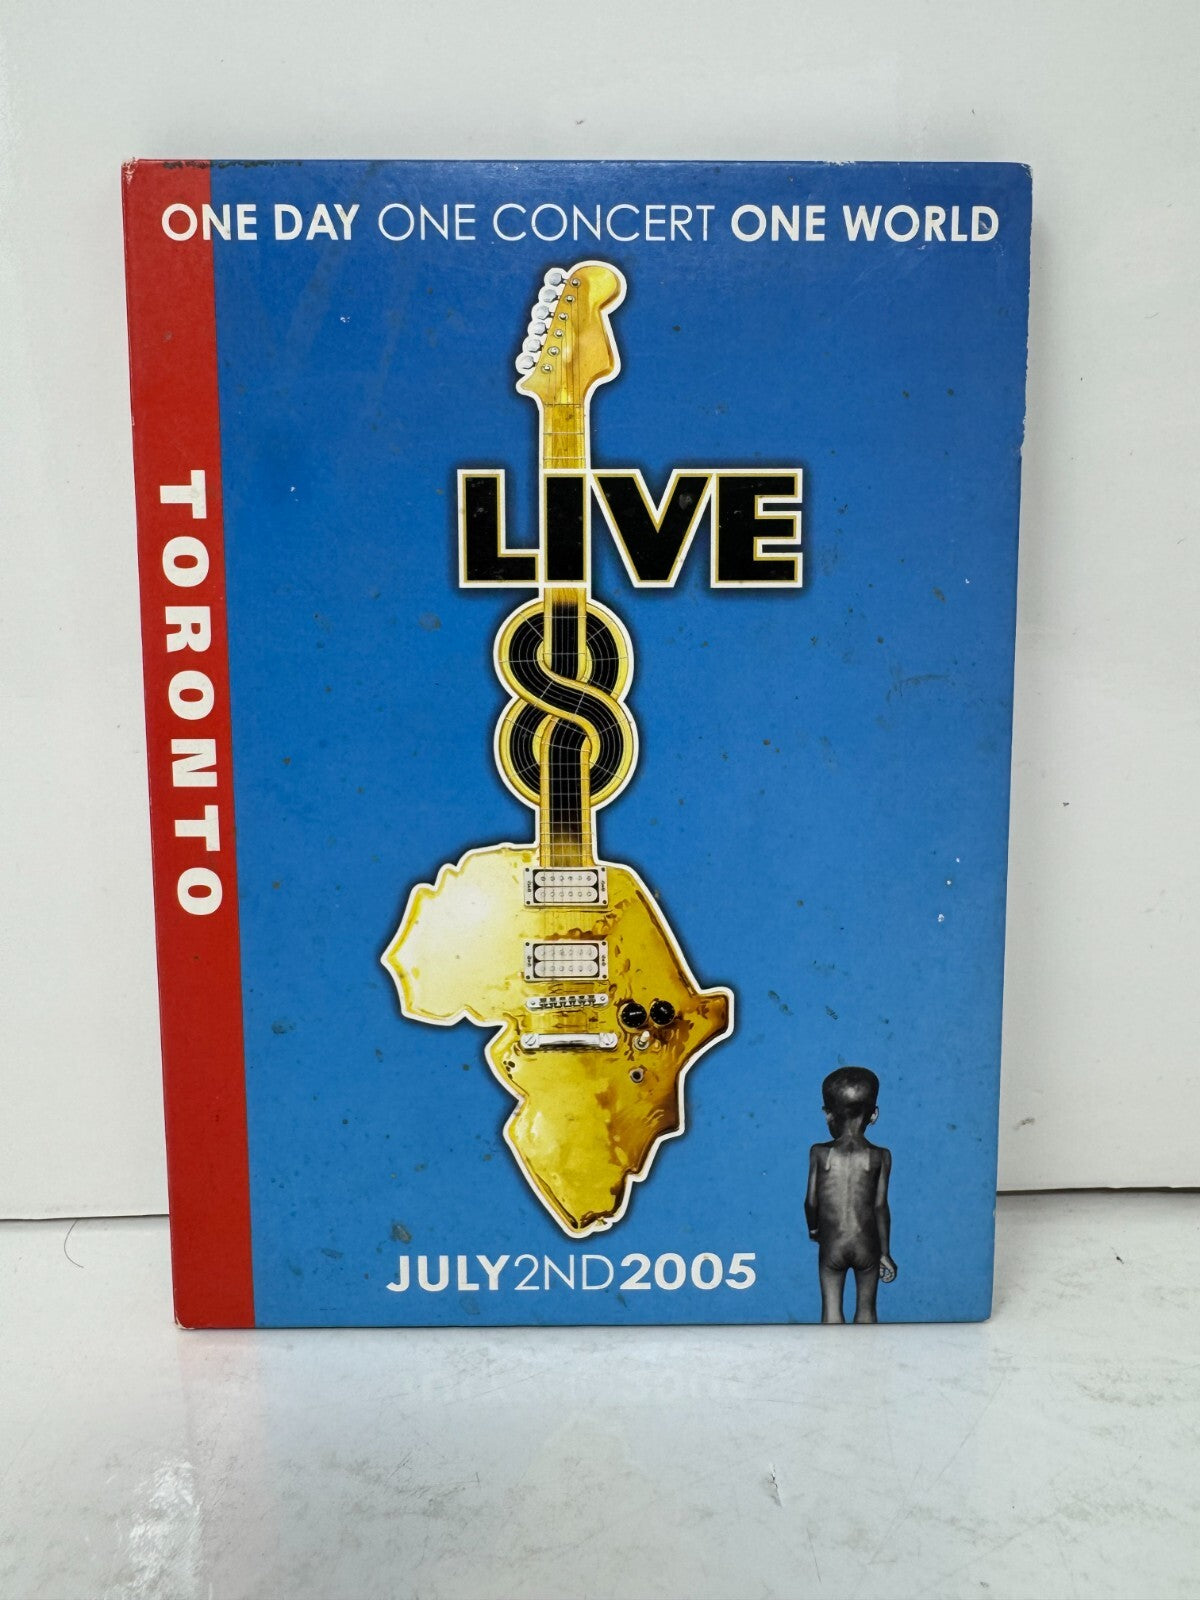 ONE DAY ONE CONCERT ONE WORLD
TORONTO
LIVE
8
JULY2ND2005